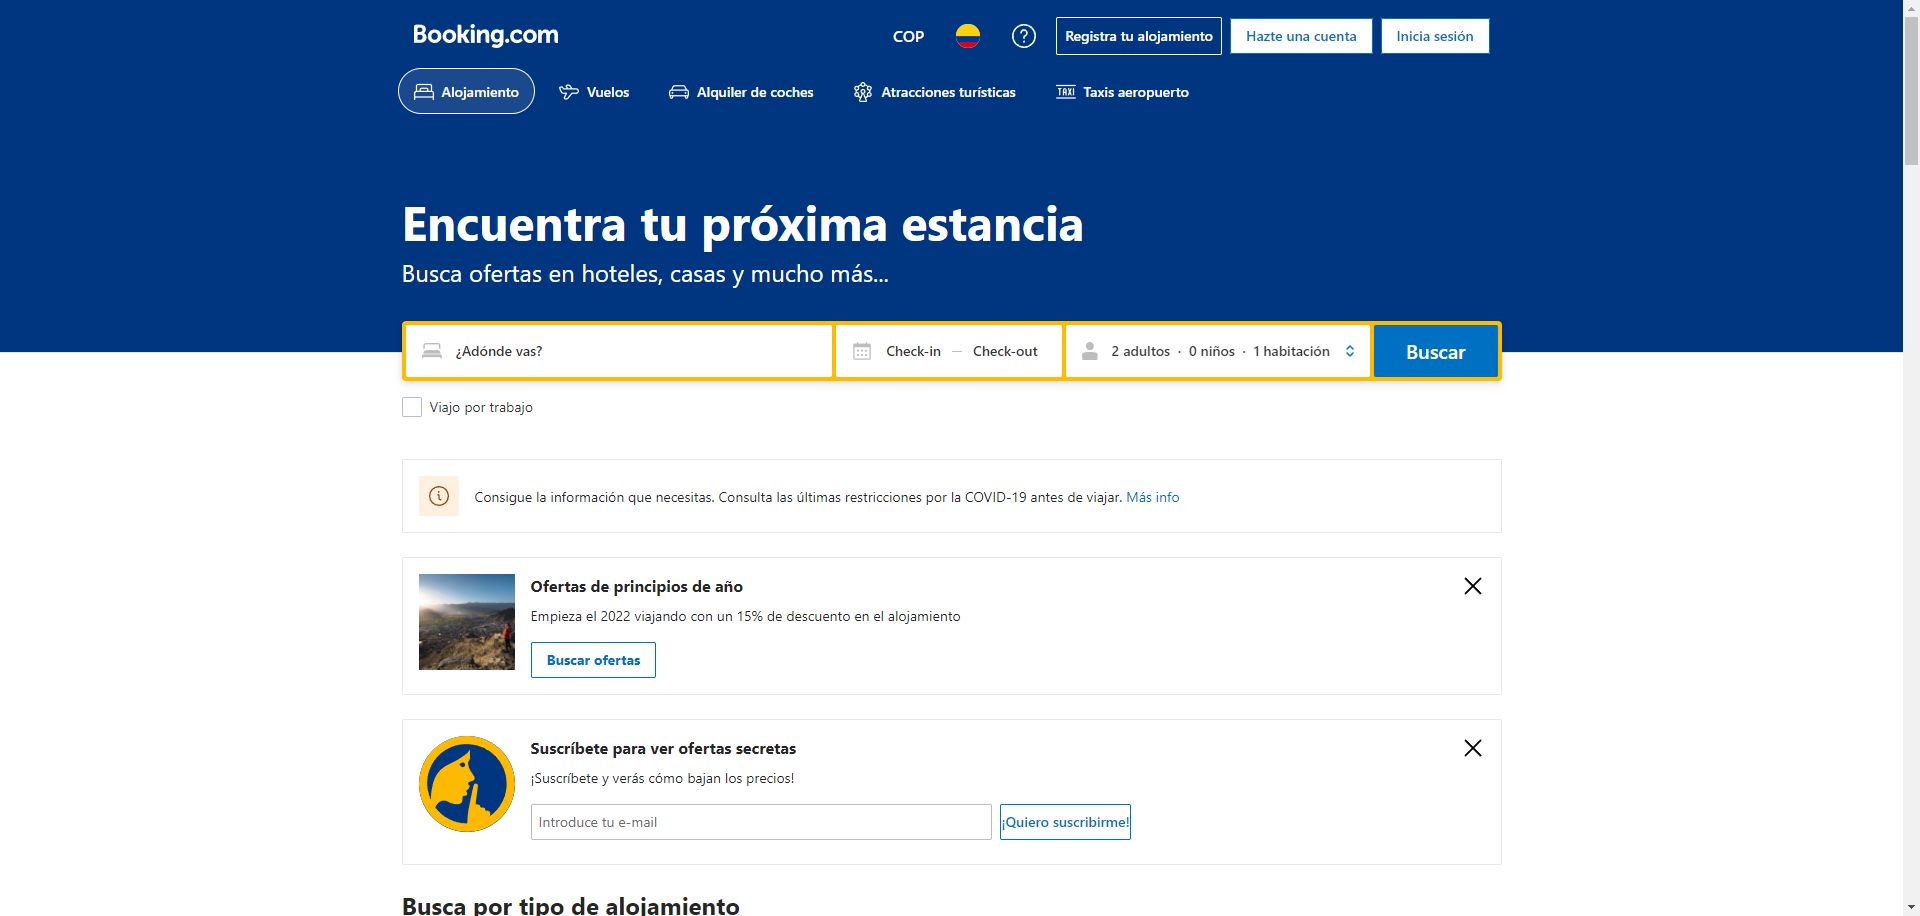 Booking.com
COP
Registra tu alojamiento
Hazte una cuenta
Inicia sesión
Alojamiento
Vuelos
Alquiler de coches
Atracciones turísticas
TAXI
Taxis aeropuerto
Encuentra tu próxima estancia
Busca ofertas en hoteles, casas y mucho más...
¿Adónde vas?
Check-in — Check-out
2 adultos · 0 niños · 1 habitación
Buscar
Viajo por trabajo
Consigue la información que necesitas. Consulta las últimas restricciones por la COVID-19 antes de viajar. Más info
Ofertas de principios de año
Empieza el 2022 viajando con un 15% de descuento en el alojamiento
Buscar ofertas
Suscríbete para ver ofertas secretas
¡Suscríbete y verás cómo bajan los precios!
Introduce tu e-mail
¡Quiero suscribirme!
Busca por tipo de alojamiento